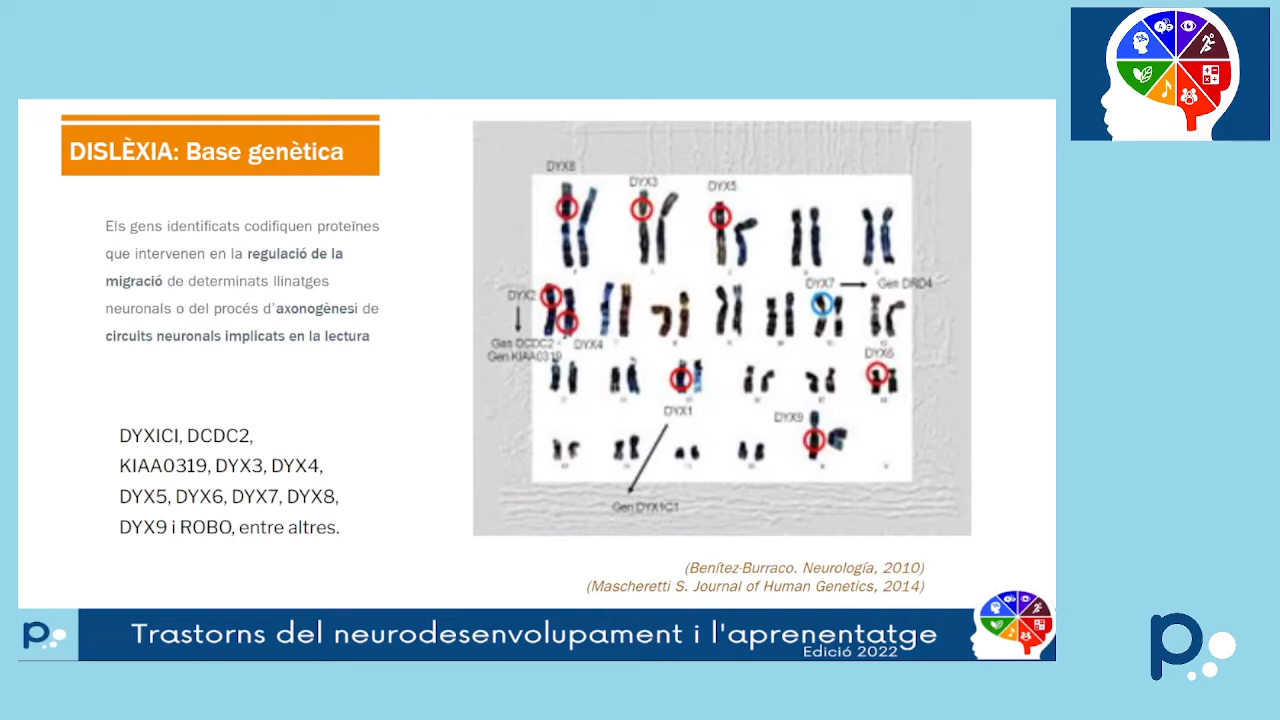 DISLÈXIA: Base genètica
Els gens identificats codifiquen proteïnes
que intervenen en la regulació de la
migració de determinats llinatges
neuronals o del procés d'axonogènesi de
circuits neuronals implicats en la lectura
DYXICI, DCDC2,
KIAA0319, DYX3, DYX4,
DYX5, DYX6, DYX7, DYX8,
DYX9 i ROBO, entre altres.
DYX8
DYX3
DYX5
DYX2
DYX7
Gen DRD4
Gen DCDC2
Gen KIAA0319
DYX4
DYX6
DYX1
DYX9
Gen DYX1C1
(Benítez-Burraco. Neurología, 2010)
(Mascheretti S. Journal of Human Genetics, 2014)
p
Trastorns del neurodesenvolupament i l'aprenentatge
Edició 2022
p